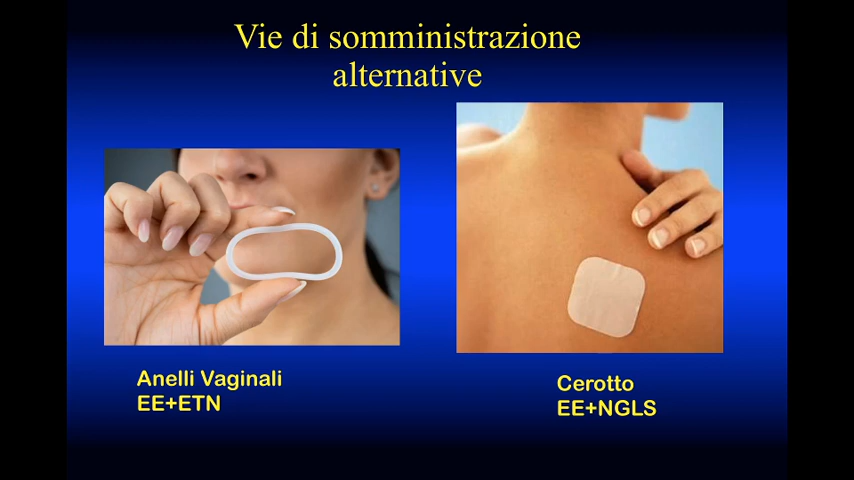 Vie di somministrazione
alternative
Anelli Vaginali
EE+ETN
Cerotto
EE+NGLS